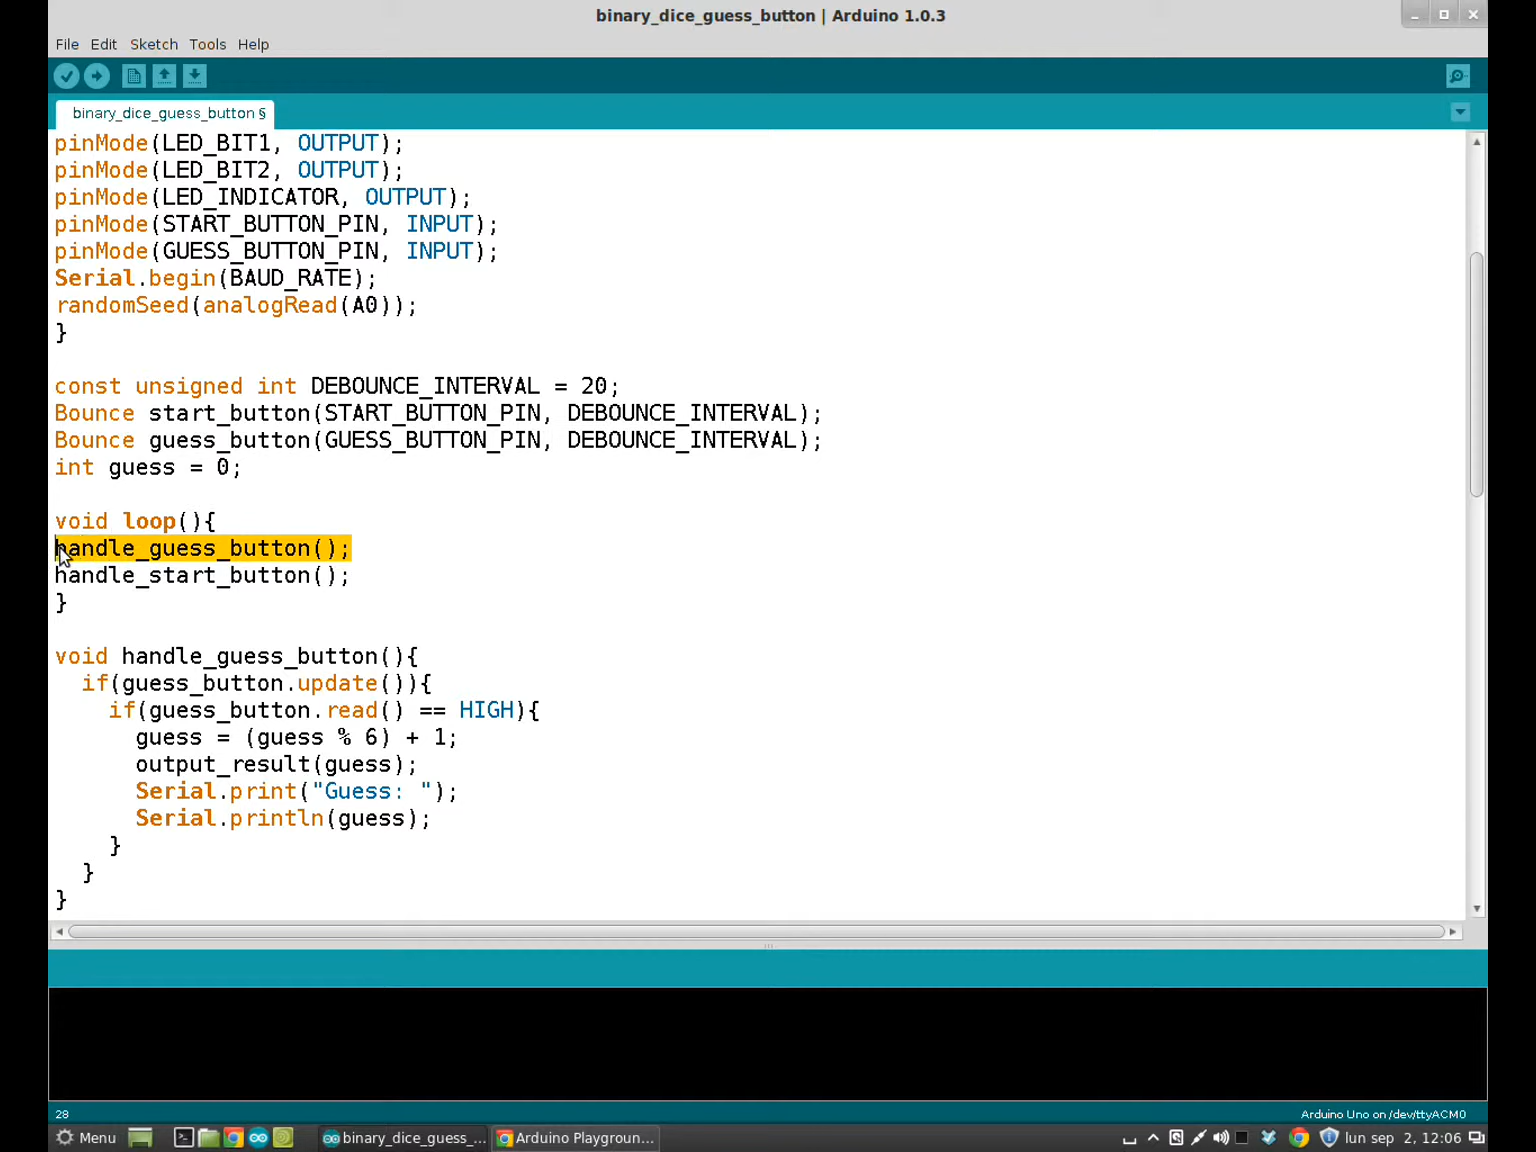 binary_dice_guess_button | Arduino 1.0.3
File Edit Sketch Tools Help
binary_dice_guess_button §
pinMode(LED_BIT1, OUTPUT);
pinMode(LED_BIT2, OUTPUT);
pinMode(LED_INDICATOR, OUTPUT);
pinMode(START_BUTTON_PIN, INPUT);
pinMode(GUESS_BUTTON_PIN, INPUT);
Serial.begin(BAUD_RATE);
randomSeed(analogRead(A0));
}
const unsigned int DEBOUNCE_INTERVAL = 20;
Bounce start_button(START_BUTTON_PIN, DEBOUNCE_INTERVAL);
Bounce guess_button(GUESS_BUTTON_PIN, DEBOUNCE_INTERVAL);
int guess = 0;
void loop(){
handle_guess_button();
handle_start_button();
}
void handle_guess_button(){
if(guess_button.update()){
if(guess_button.read() == HIGH){
guess = (guess % 6) + 1;
output_result(guess);
Serial.print("Guess: ");
Serial.println(guess);
}
}
}
28
Arduino Uno on /dev/ttyACM0
Menu binary_dice_guess_... Arduino Playgroun... lun sep 2, 12:06